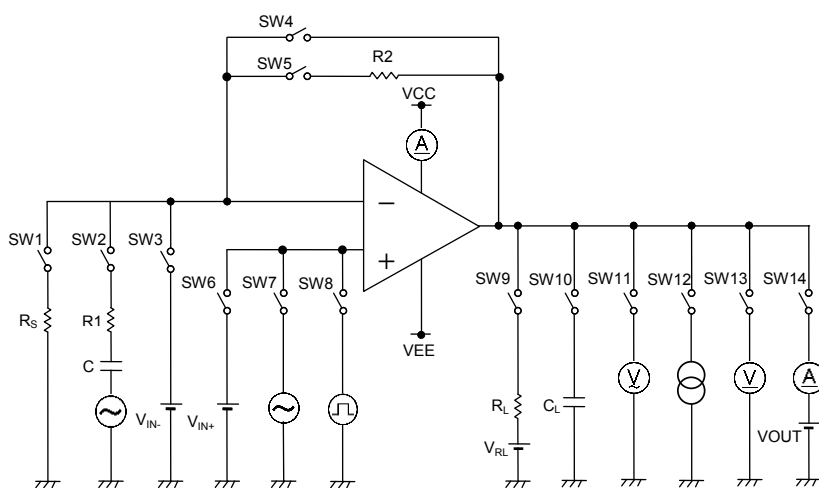 SW4
SW5
R2
VCC
A
−
+
SW1
SW2
SW3
SW6
SW7
SW8
SW9
SW10
SW11
SW12
SW13
SW14
VEE
RS
R1
C
VIN-
VIN+
RL
VRL
CL
V
V
A
VOUT